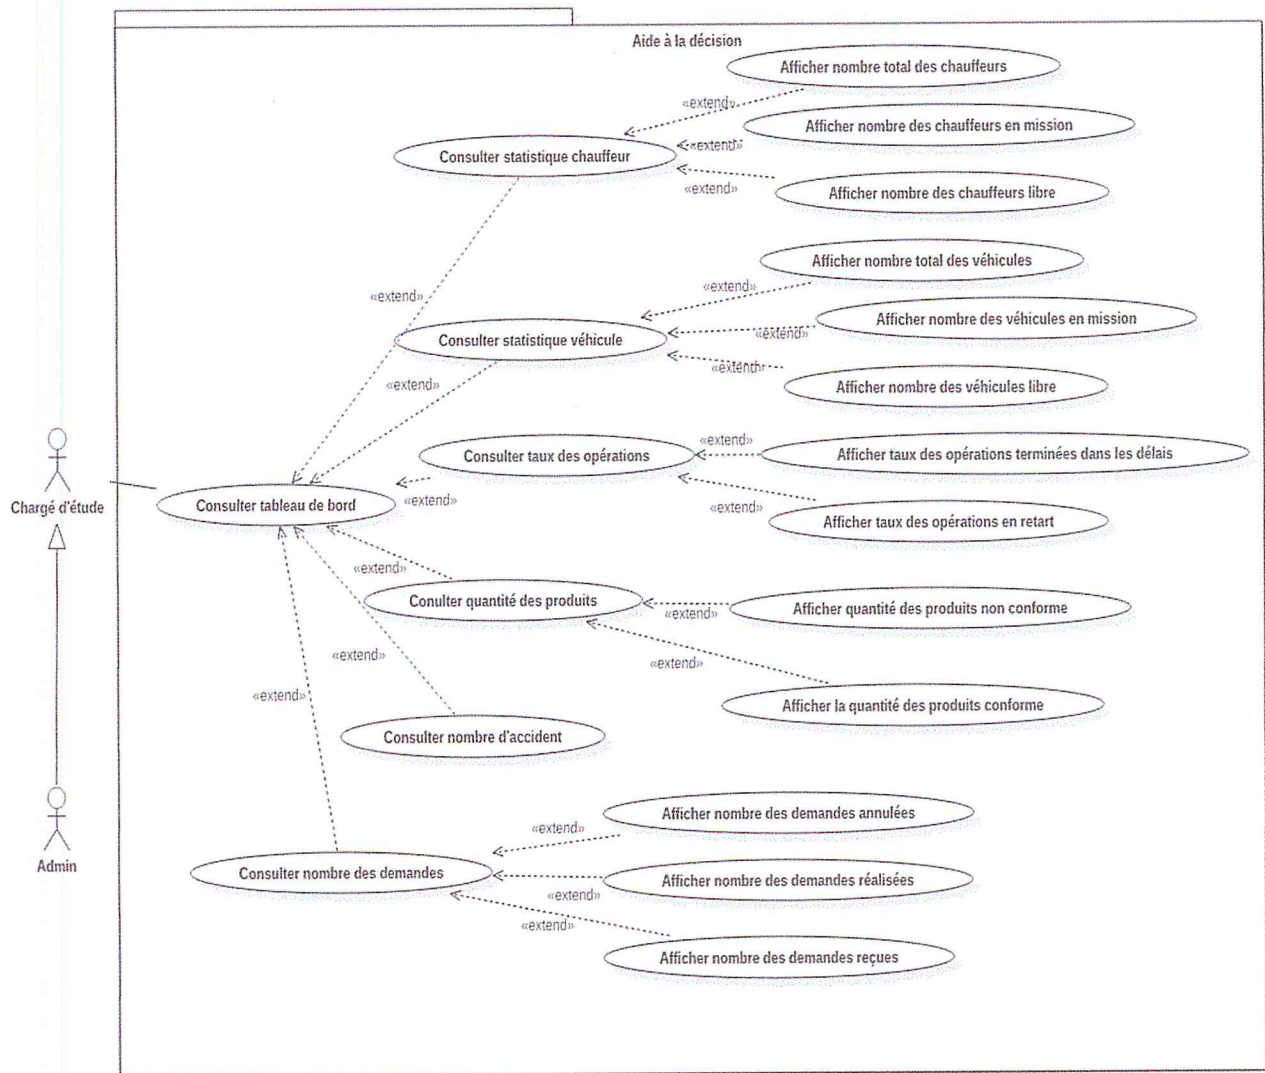 Aide à la décision
Afficher nombre total des chauffeurs
«extend»
Afficher nombre des chauffeurs en mission
«extend»
Consulter statistique chauffeur
«extend»
Afficher nombre des chauffeurs libre
Afficher nombre total des véhicules
«extend»
«extend»
Afficher nombre des véhicules en mission
«extend»
Consulter statistique véhicule
«extend»
«extend»
Afficher nombre des véhicules libre
«extend»
Consulter taux des opérations
Afficher taux des opérations terminées dans les délais
Chargé d'étude
Consulter tableau de bord
«extend»
«extend»
Afficher taux des opérations en retart
«extend»
Conulter quantité des produits
Afficher quantité des produits non conforme
«extend»
«extend»
«extend»
«extend»
Afficher la quantité des produits conforme
Consulter nombre d'accident
Afficher nombre des demandes annulées
«extend»
Admin
Consulter nombre des demandes
Afficher nombre des demandes réalisées
«extend»
«extend»
Afficher nombre des demandes reçues